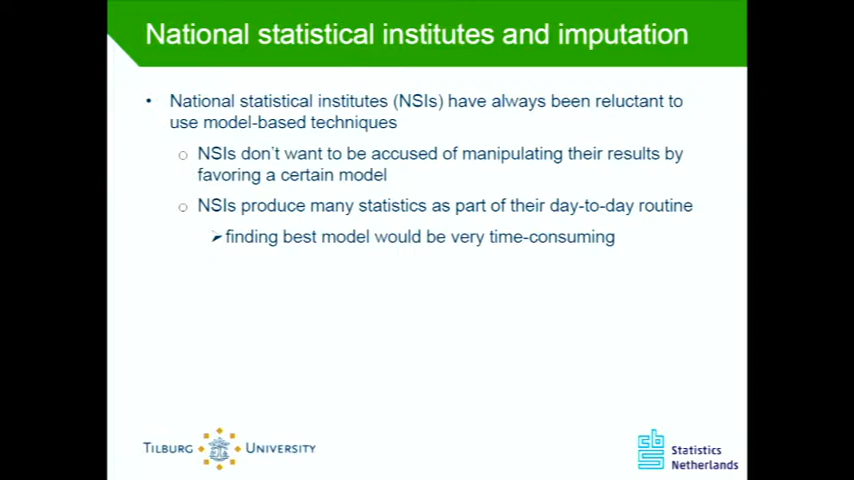 National statistical institutes and imputation
• National statistical institutes (NSIs) have always been reluctant to
use model-based techniques
○ NSIs don't want to be accused of manipulating their results by
favoring a certain model
○ NSIs produce many statistics as part of their day-to-day routine
➢ finding best model would be very time-consuming
TILBURG UNIVERSITY
Statistics
Netherlands